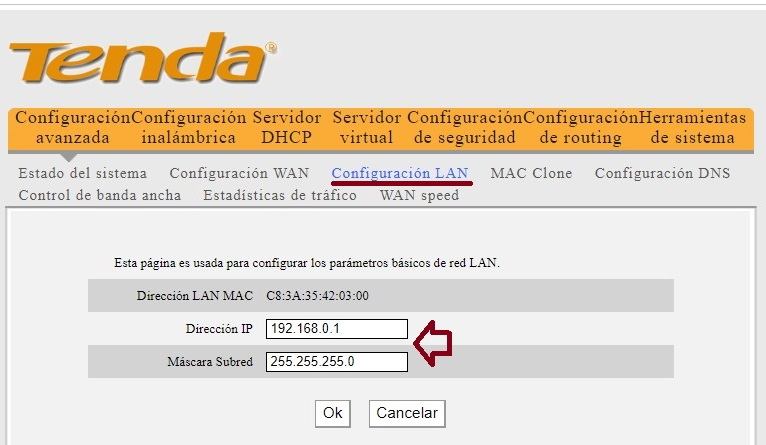 Tenda®
Configuración avanzada Configuración inalámbrica Servidor DHCP Servidor virtual Configuración de seguridad Configuración de routing Herramientas de sistema
Estado del sistema Configuración WAN Configuración LAN MAC Clone Configuración DNS
Control de banda ancha Estadísticas de tráfico WAN speed
Esta página es usada para configurar los parámetros básicos de red LAN.
Dirección LAN MAC C8:3A:35:42:03:00
Dirección IP 192.168.0.1
Máscara Subred 255.255.255.0
Ok Cancelar